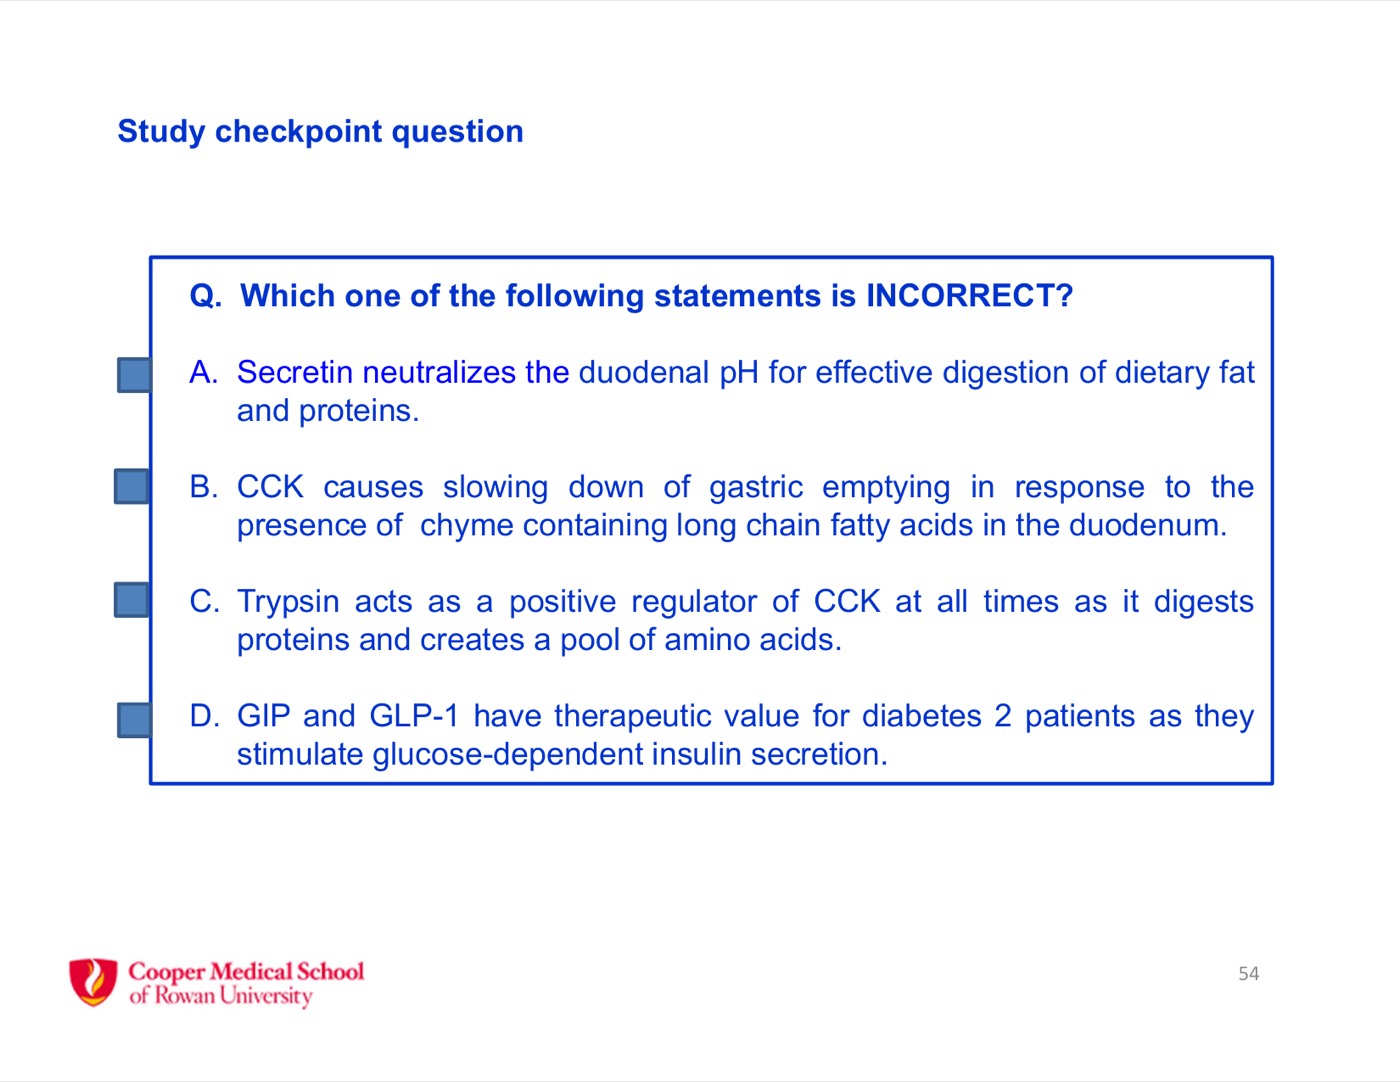 Study checkpoint question
Q. Which one of the following statements is INCORRECT?
A. Secretin neutralizes the duodenal pH for effective digestion of dietary fat
and proteins.
B. CCK causes slowing down of gastric emptying in response to the
presence of chyme containing long chain fatty acids in the duodenum.
C. Trypsin acts as a positive regulator of CCK at all times as it digests
proteins and creates a pool of amino acids.
D. GIP and GLP-1 have therapeutic value for diabetes 2 patients as they
stimulate glucose-dependent insulin secretion.
Cooper Medical School
of Rowan University
54